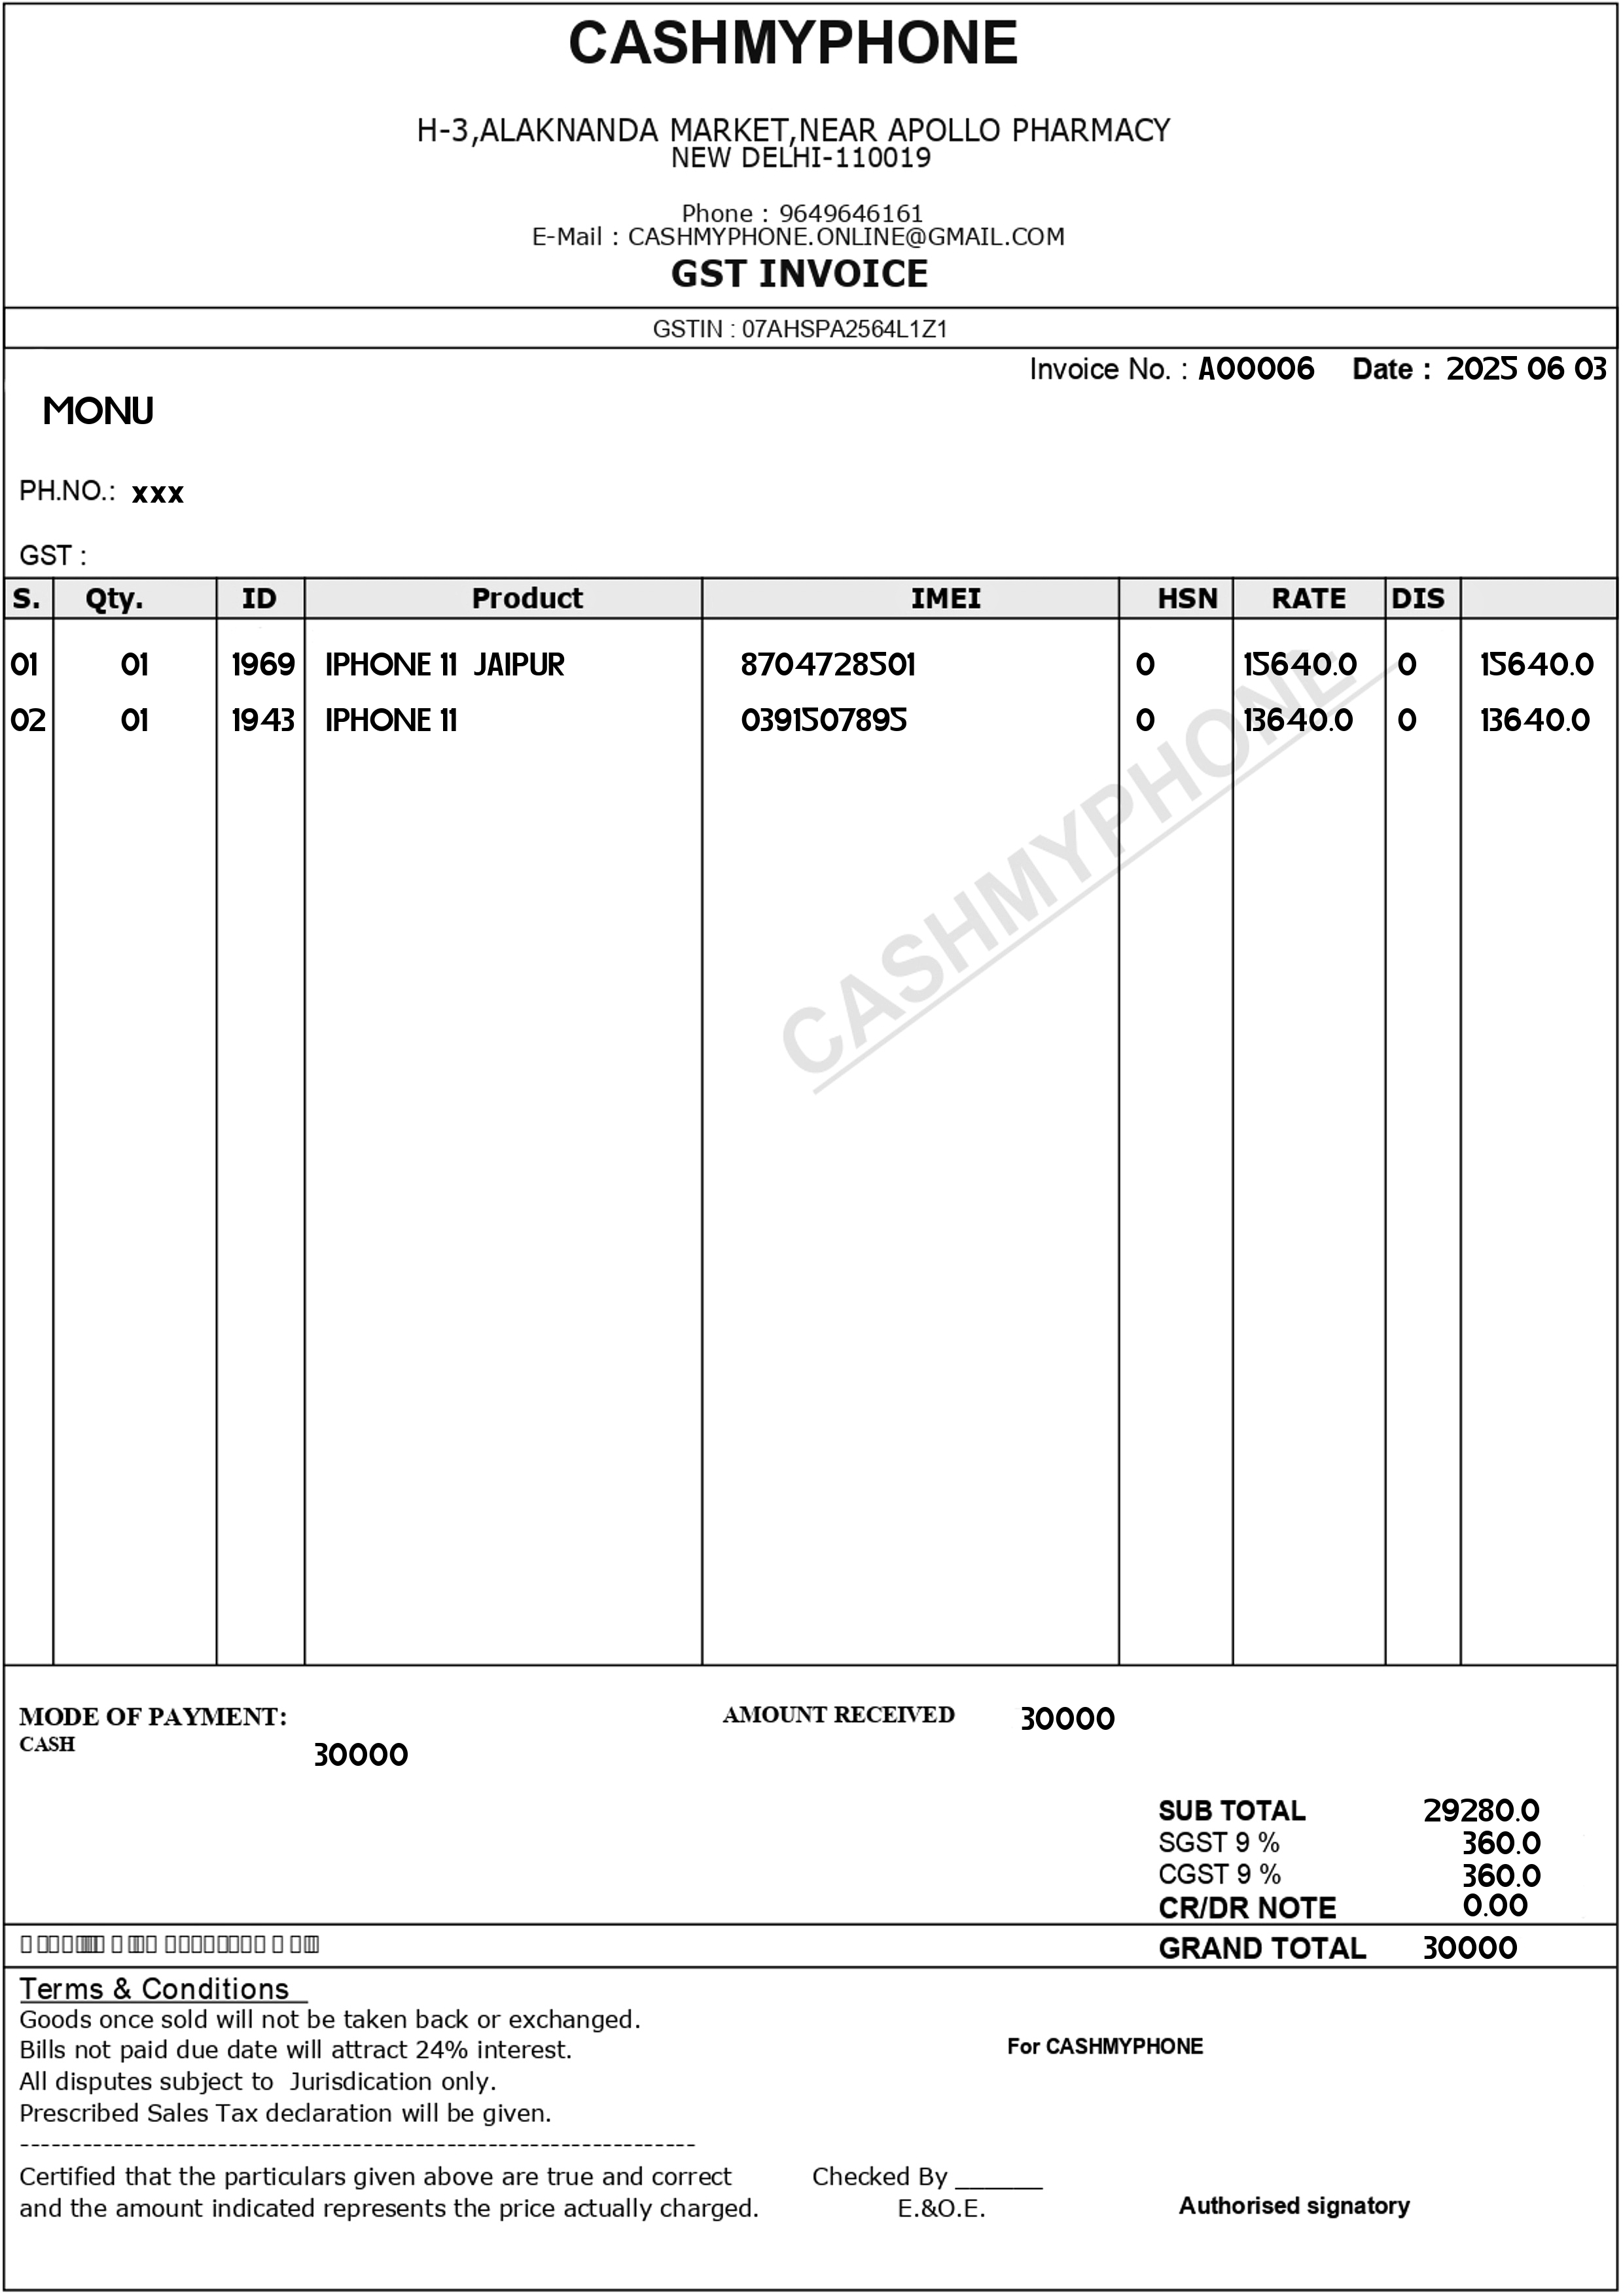 CASHMYPHONE
H-3,ALAKNANDA MARKET,NEAR APOLLO PHARMACY
NEW DELHI-110019
Phone : 9649646161
E-Mail : CASHMYPHONE.ONLINE@GMAIL.COM
GST INVOICE
GSTIN : 07AHSPA2564L1Z1
Invoice No. : A00006 Date : 2025 06 03
MONU
PH.NO.: xxx
GST :
S. Qty. ID Product IMEI HSN RATE DIS
01 01 1969 IPHONE 11 JAIPUR 8704728501 0 15640.0 0 15640.0
02 01 1943 IPHONE 11 0391507895 0 13640.0 0 13640.0
CASHMYPHONE
MODE OF PAYMENT: AMOUNT RECEIVED 30000
CASH 30000
SUB TOTAL 29280.0
SGST 9 % 360.0
CGST 9 % 360.0
CR/DR NOTE 0.00
GRAND TOTAL 30000
Terms & Conditions
Goods once sold will not be taken back or exchanged.
Bills not paid due date will attract 24% interest.
For CASHMYPHONE
All disputes subject to Jurisdication only.
Prescribed Sales Tax declaration will be given.
-----------------------------------------------------------------
Certified that the particulars given above are true and correct Checked By ______
and the amount indicated represents the price actually charged. E.&O.E. Authorised signatory